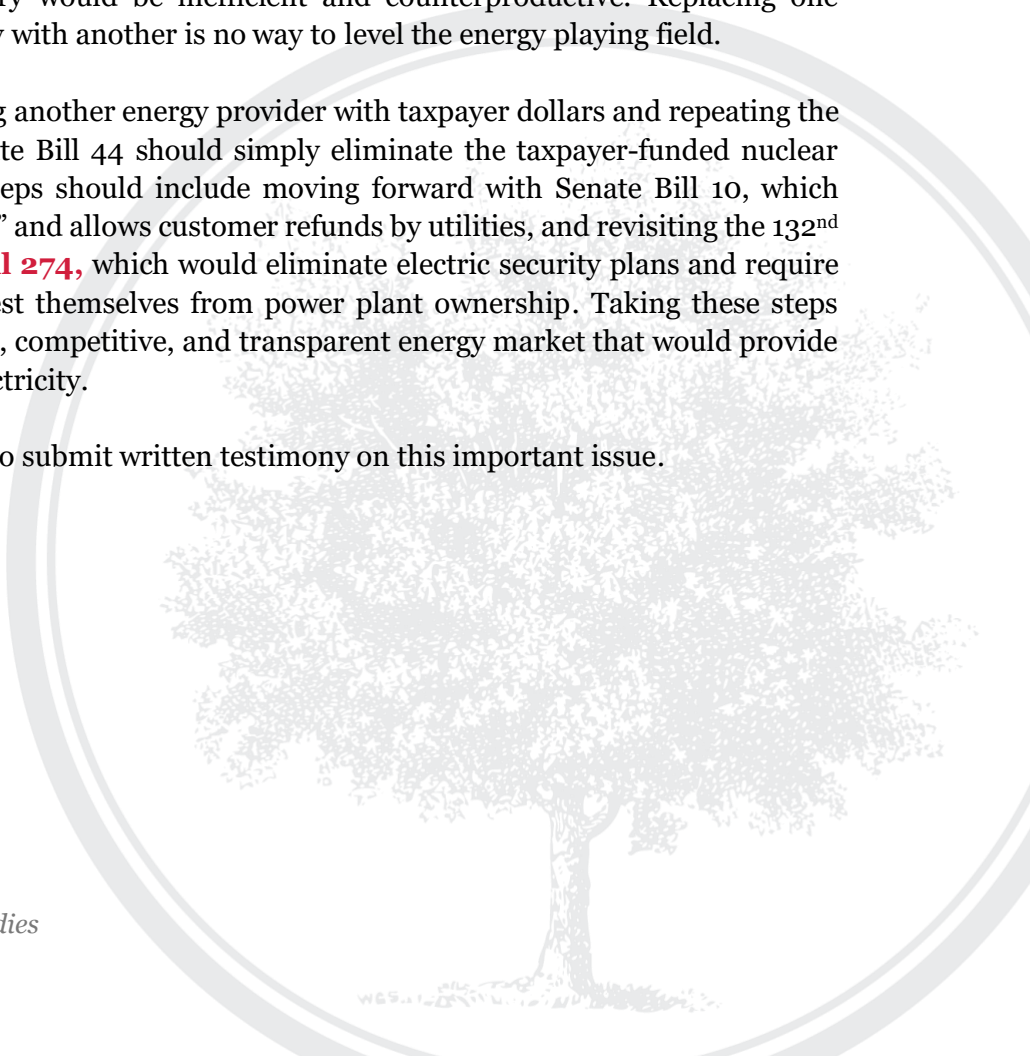 ry would be inefficient and counterproductive. Replacing one
y with another is no way to level the energy playing field.
g another energy provider with taxpayer dollars and repeating the
te Bill 44 should simply eliminate the taxpayer-funded nuclear
eps should include moving forward with Senate Bill 10, which
” and allows customer refunds by utilities, and revisiting the 132nd
l 274, which would eliminate electric security plans and require
est themselves from power plant ownership. Taking these steps
, competitive, and transparent energy market that would provide
ctricity.
o submit written testimony on this important issue.
dies